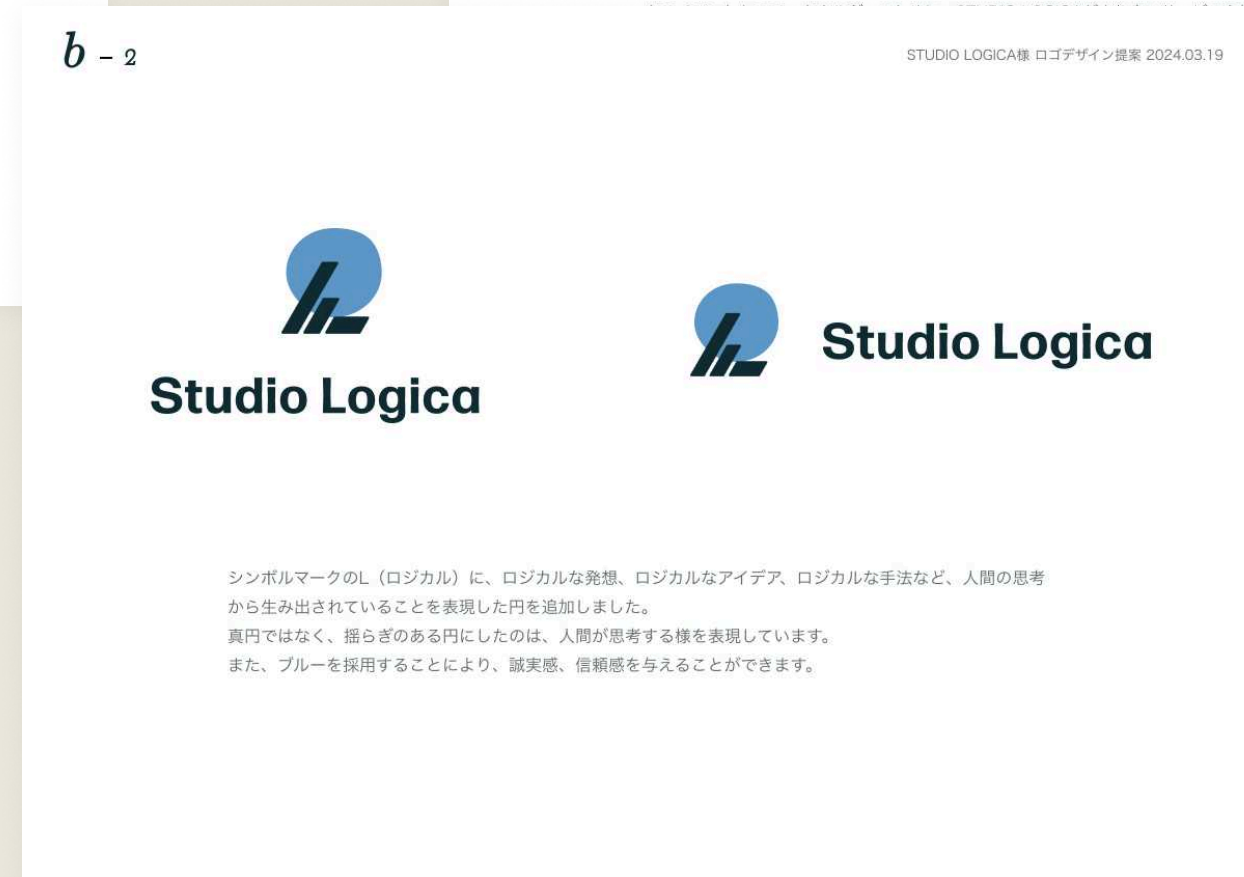 b – 2
STUDIO LOGICA様 ロゴデザイン提案 2024.03.19
Studio Logica
Studio Logica
シンボルマークのL（ロジカル）に、ロジカルな発想、ロジカルなアイデア、ロジカルな手法など、人間の思考
から生み出されていることを表現した円を追加しました。
真円ではなく、揺らぎのある円にしたのは、人間が思考する様を表現しています。
また、ブルーを採用することにより、誠実感、信頼感を与えることができます。